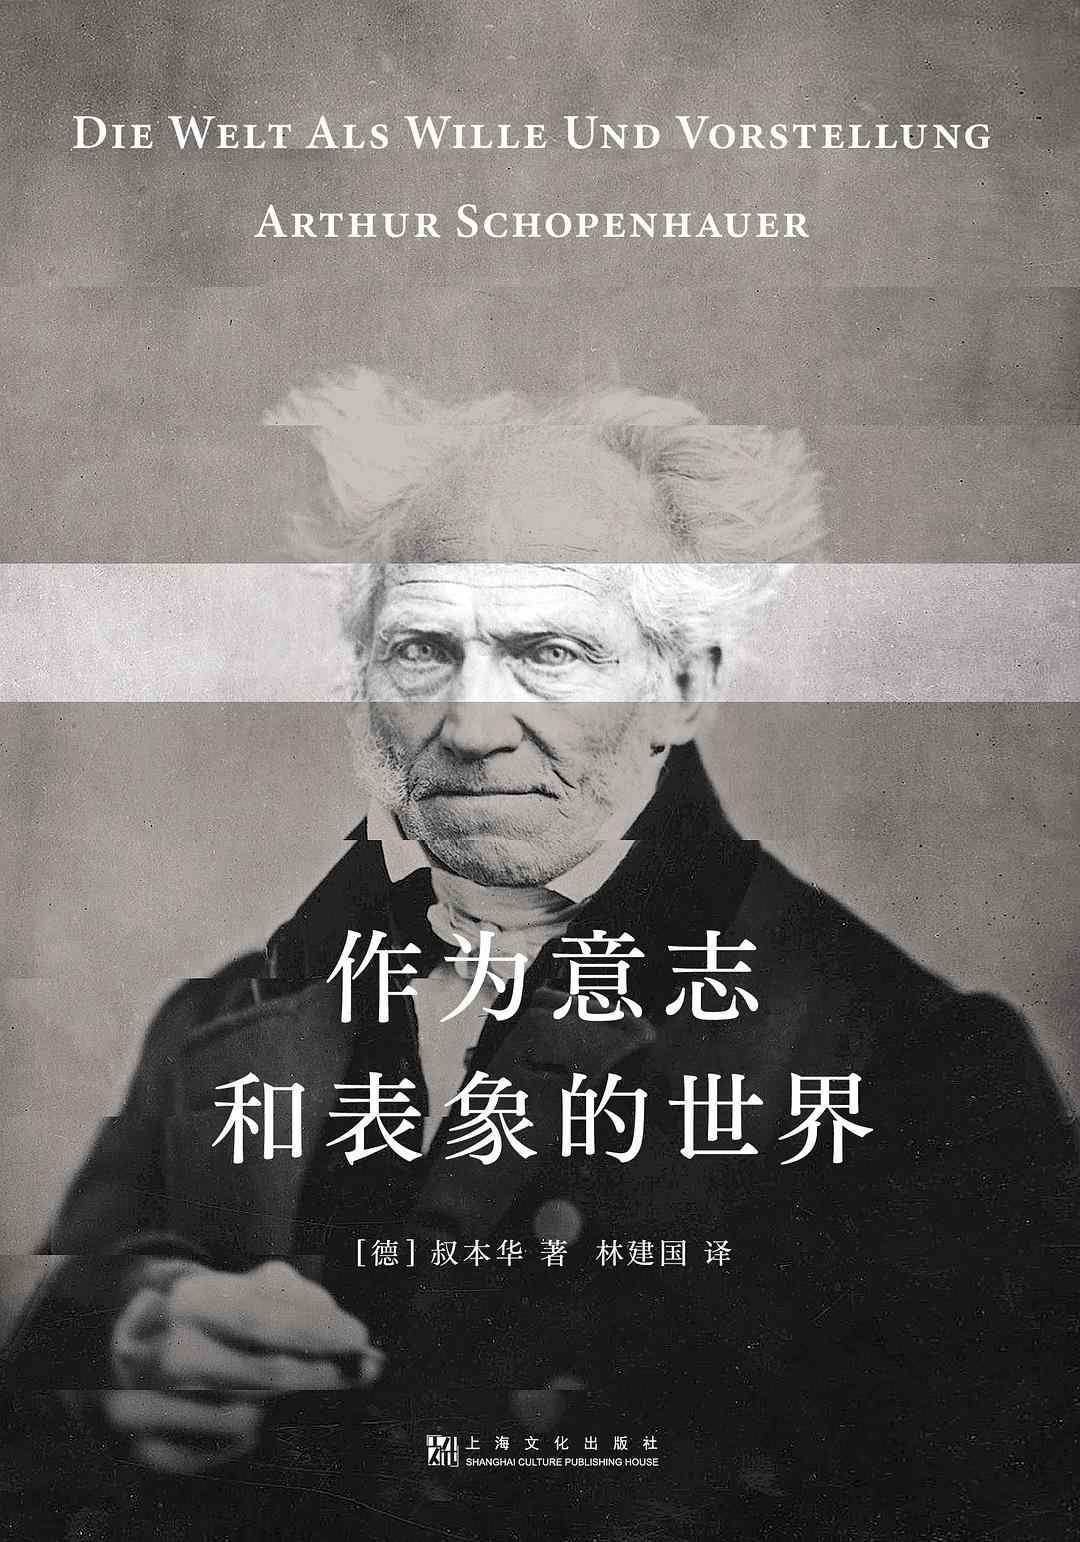 Die Welt Als Wille Und Vorstellung
Arthur Schopenhauer
作为意志
和表象的世界
[德] 叔本华 著 林建国 译
文化 上海文化出版社
SHANGHAI CULTURE PUBLISHING HOUSE